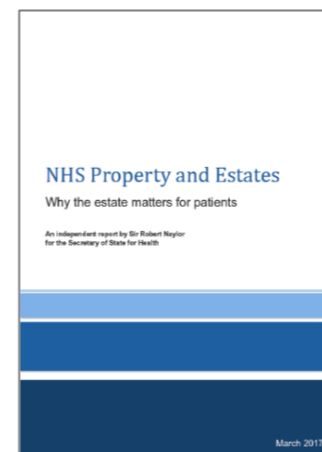 NHS Property and Estates
Why the estate matters for patients
An independent report by Sir Robert Naylor
for the Secretary of State for Health
March 2017